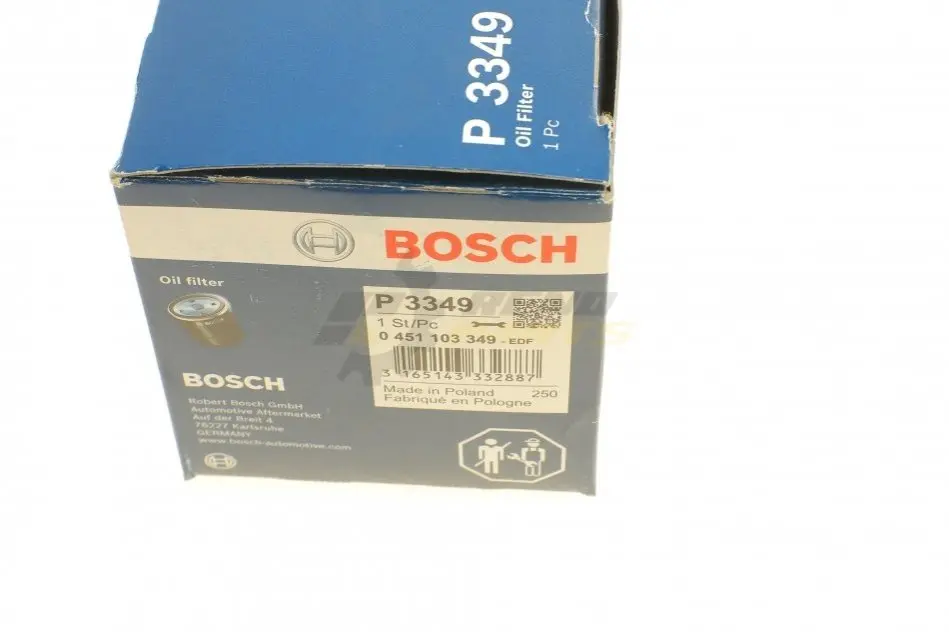 P 3349
Oil Filter
1 Pc
BOSCH
Oil filter
P 3349
1 St/Pc
0 451 103 349 - EDF
3 165143 332887
Made in Poland 250
Fabriqué en Pologne
BOSCH
Robert Bosch GmbH
Automotive Aftermarket
Auf der Breit 4
76227 Karlsruhe
GERMANY
www.bosch-automotive.com